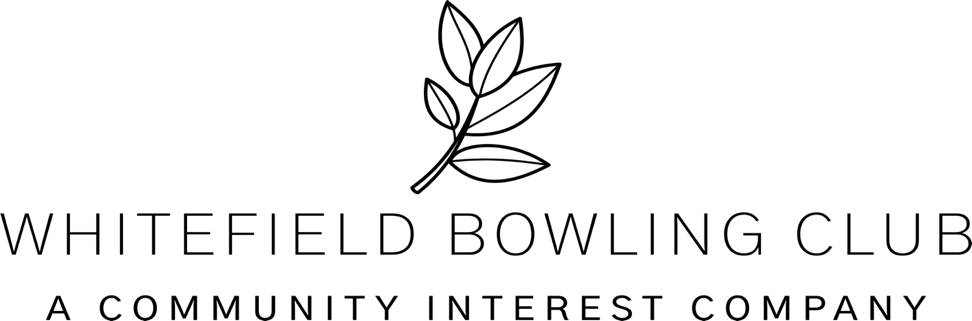 WHITEFIELD BOWLING CLUB
A COMMUNITY INTEREST COMPANY